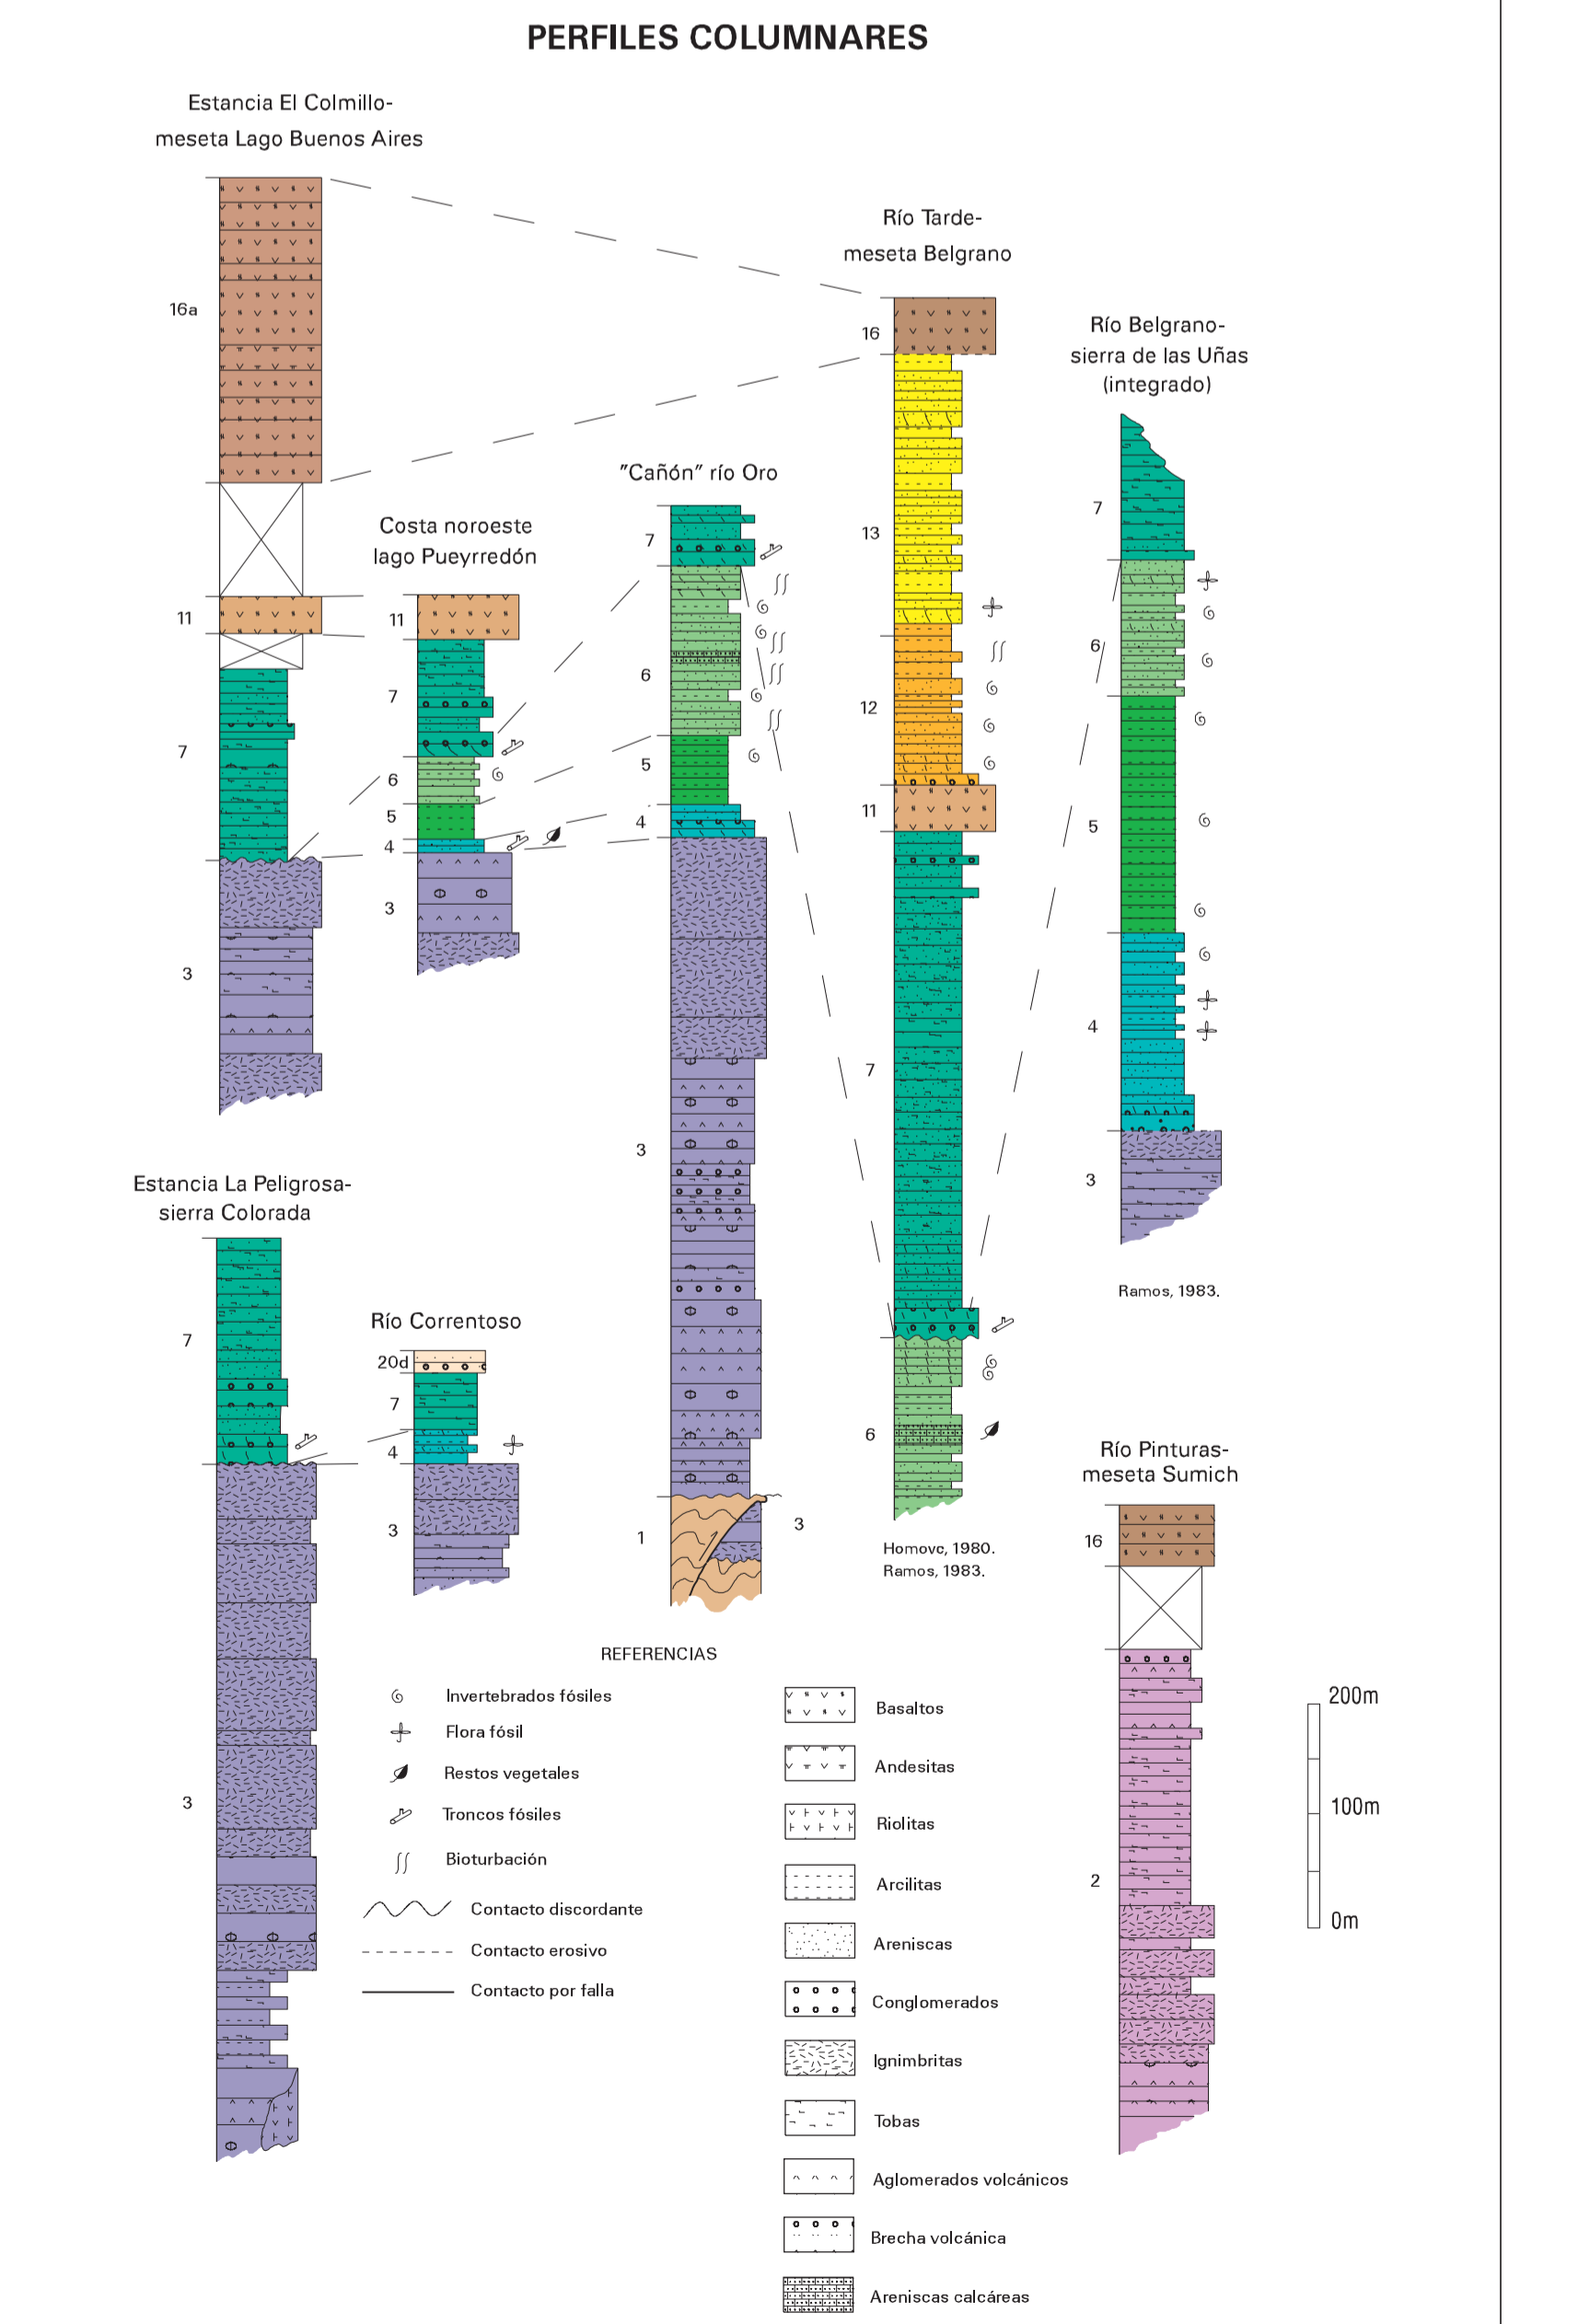 PERFILES COLUMNARES
Estancia El Colmillo-
meseta Lago Buenos Aires
16a
11
7
3
Costa noroeste
lago Pueyrredón
11
7
6
5
4
3
"Cañón" río Oro
7
6
5
4
3
1
3
Río Tarde-
meseta Belgrano
16
13
12
11
7
6
Homovc, 1980.
Ramos, 1983.
Río Belgrano-
sierra de las Uñas
(integrado)
7
6
5
4
3
Ramos, 1983.
Estancia La Peligrosa-
sierra Colorada
7
3
Río Correntoso
20d
7
4
3
Río Pinturas-
meseta Sumich
16
2
200m
100m
0m
REFERENCIAS
Invertebrados fósiles
Flora fósil
Restos vegetales
Troncos fósiles
Bioturbación
Contacto discordante
Contacto erosivo
Contacto por falla
Basaltos
Andesitas
Riolitas
Arcilitas
Areniscas
Conglomerados
Ignimbritas
Tobas
Aglomerados volcánicos
Brecha volcánica
Areniscas calcáreas